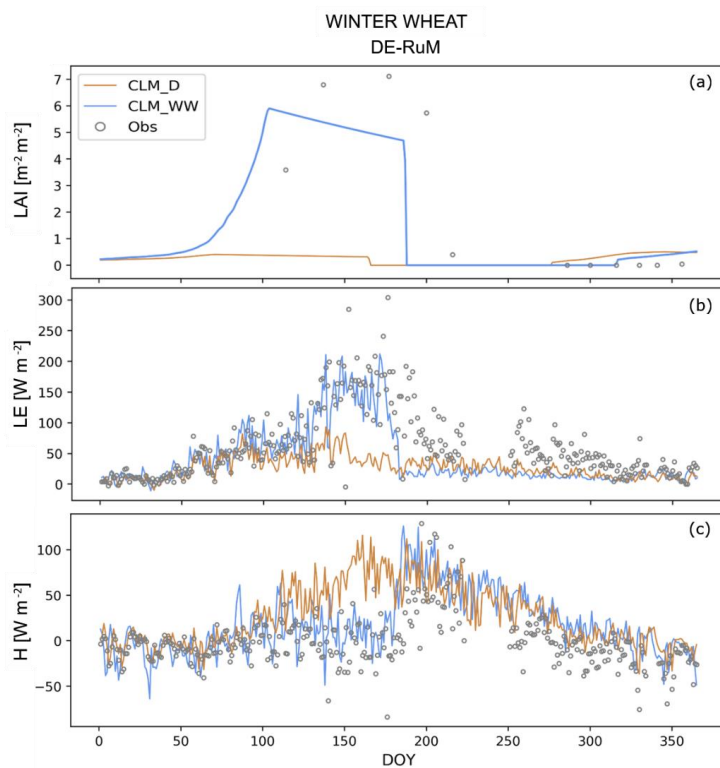 WINTER WHEAT
DE-RuM
(a)
CLM_D
CLM_WW
Obs
LAI [m⁻² m⁻²]
7
6
5
4
3
2
1
0
(b)
LE [W m⁻²]
300
250
200
150
100
50
0
(c)
H [W m⁻²]
100
50
0
−50
0 50 100 150 200 250 300 350
DOY